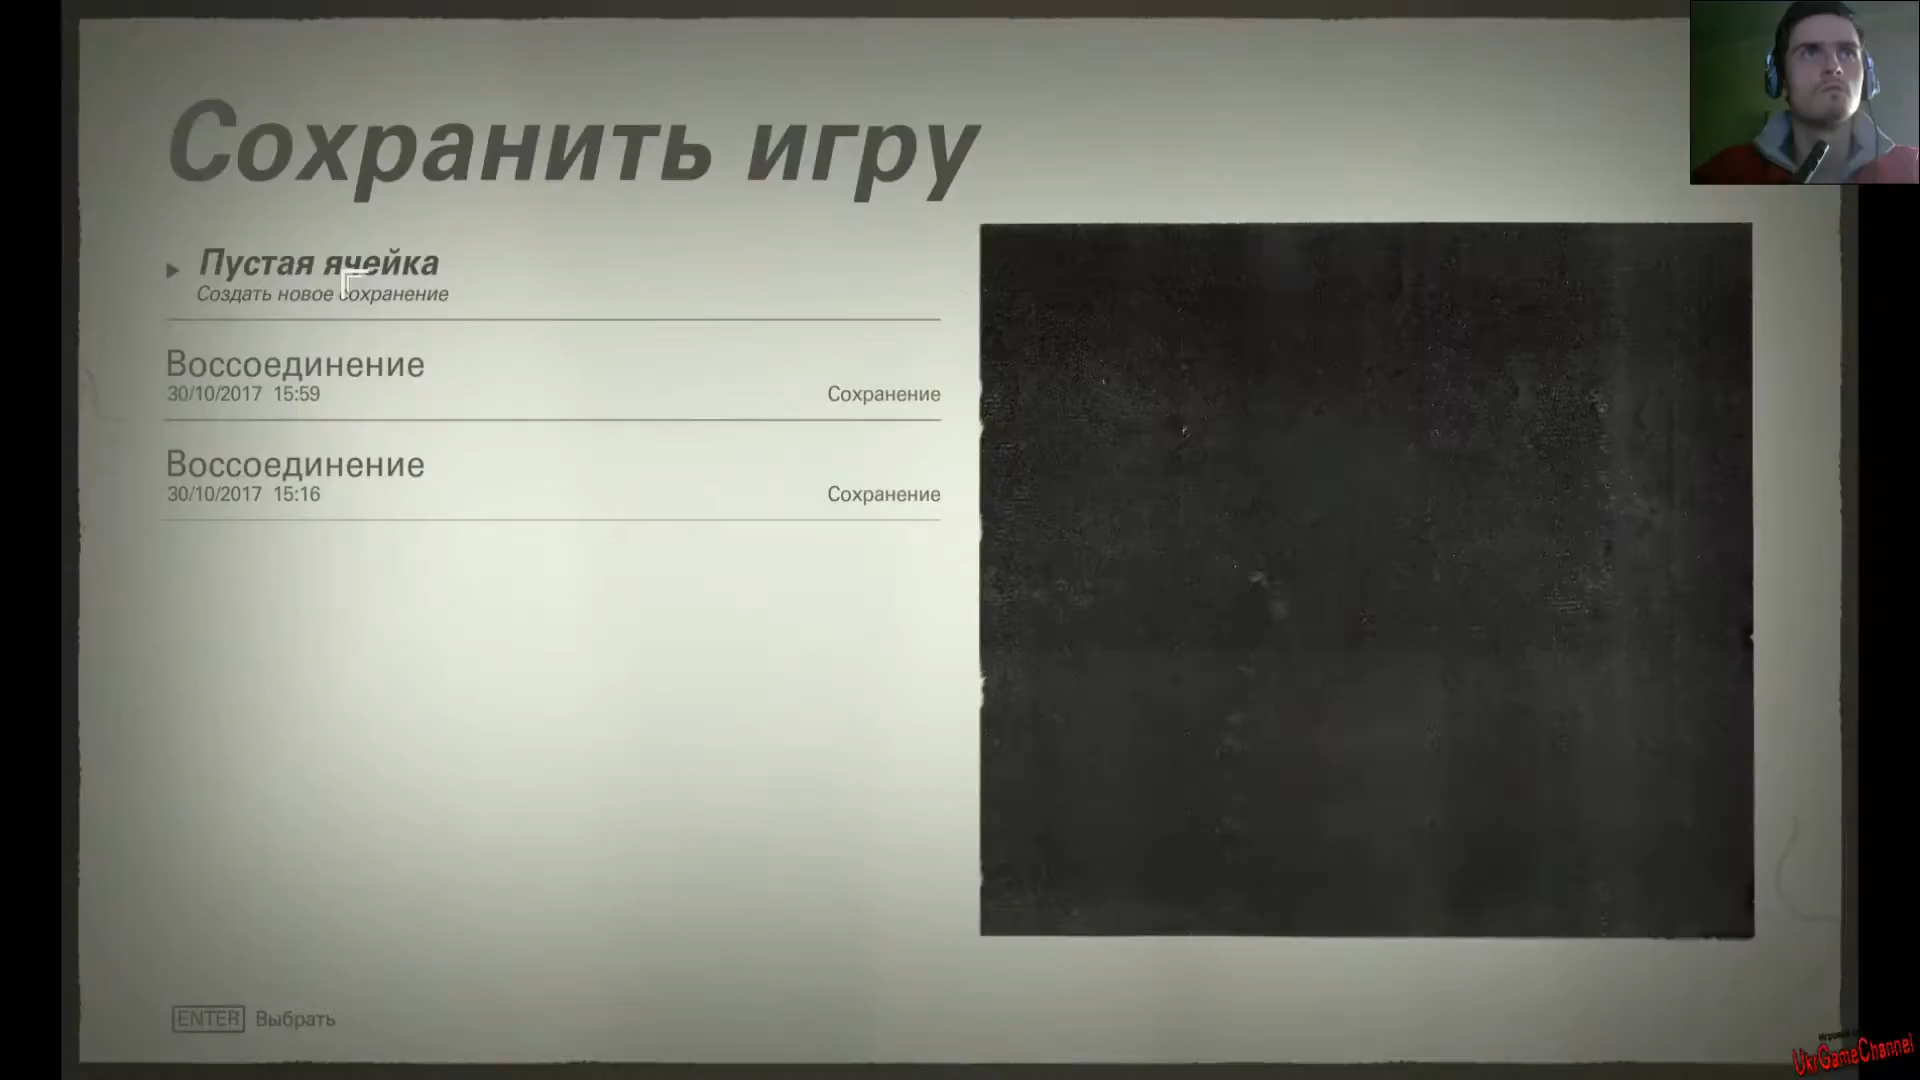 Сохранить игру
Пустая ячейка
Создать новое сохранение
Воссоединение
30/10/2017 15:59
Сохранение
Воссоединение
30/10/2017 15:16
Сохранение
ENTER Выбрать
UkrGameChannel